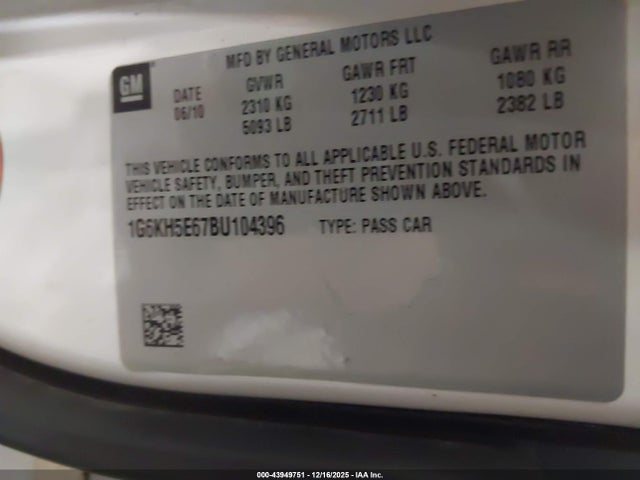 MFD BY GENERAL MOTORS LLC
GM
DATE GVWR GAWR FRT GAWR RR
06/10 2310 KG 1230 KG 1080 KG
5093 LB 2711 LB 2382 LB
THIS VEHICLE CONFORMS TO ALL APPLICABLE U.S. FEDERAL MOTOR
VEHICLE SAFETY, BUMPER, AND THEFT PREVENTION STANDARDS IN
EFFECT ON THE DATE OF MANUFACTURE SHOWN ABOVE.
1G6KH5E67BU104396 TYPE: PASS CAR
000-43949751 - 12/16/2025 - IAA Inc.